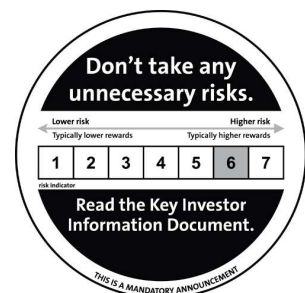 Don't take any
unnecessary risks.
Lower risk Higher risk
Typically lower rewards Typically higher rewards
1 2 3 4 5 6 7
risk indicator
Read the Key Investor
Information Document.
THIS IS A MANDATORY ANNOUNCEMENT